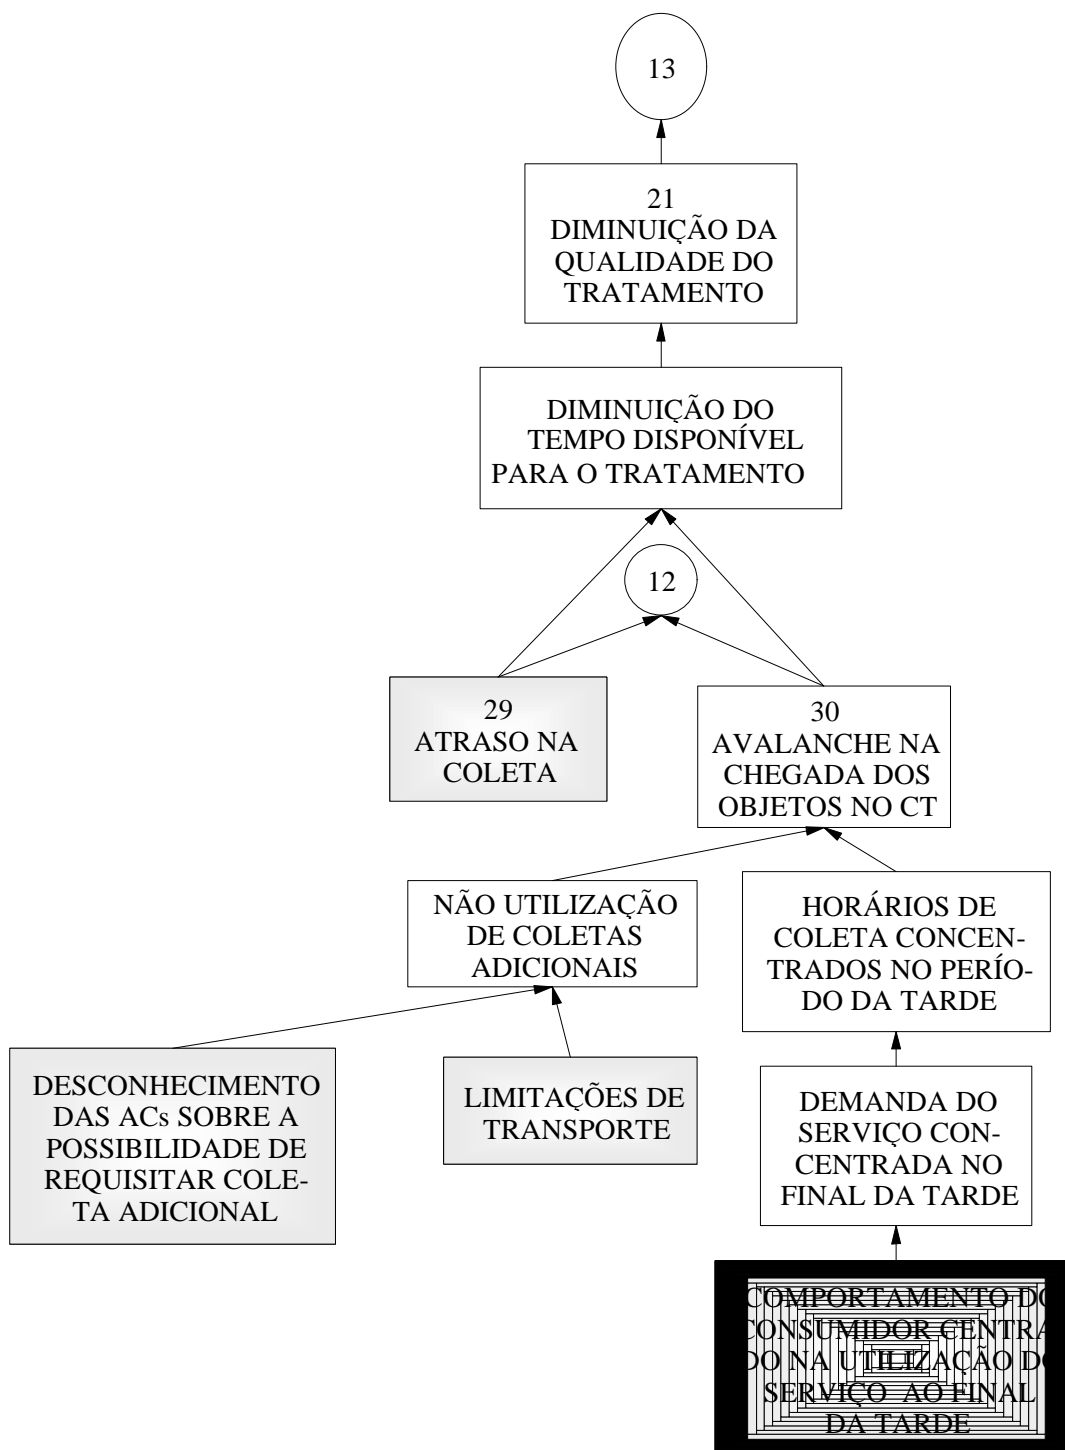 13
21
DIMINUIÇÃO DA
QUALIDADE DO
TRATAMENTO
DIMINUIÇÃO DO
TEMPO DISPONÍVEL
PARA O TRATAMENTO
12
29
ATRASO NA
COLETA
30
AVALANCHE NA
CHEGADA DOS
OBJETOS NO CT
NÃO UTILIZAÇÃO
DE COLETAS
ADICIONAIS
HORÁRIOS DE
COLETA CONCEN-
TRADOS NO PERÍO-
DO DA TARDE
DESCONHECIMENTO
DAS ACs SOBRE A
POSSIBILIDADE DE
REQUISITAR COLE-
TA ADICIONAL
LIMITAÇÕES DE
TRANSPORTE
DEMANDA DO
SERVIÇO CON-
CENTRADA NO
FINAL DA TARDE
COMPORTAMENTO DO
CONSUMIDOR CENTRA
DO NA UTILIZAÇÃO DO
SERVIÇO AO FINAL
DA TARDE